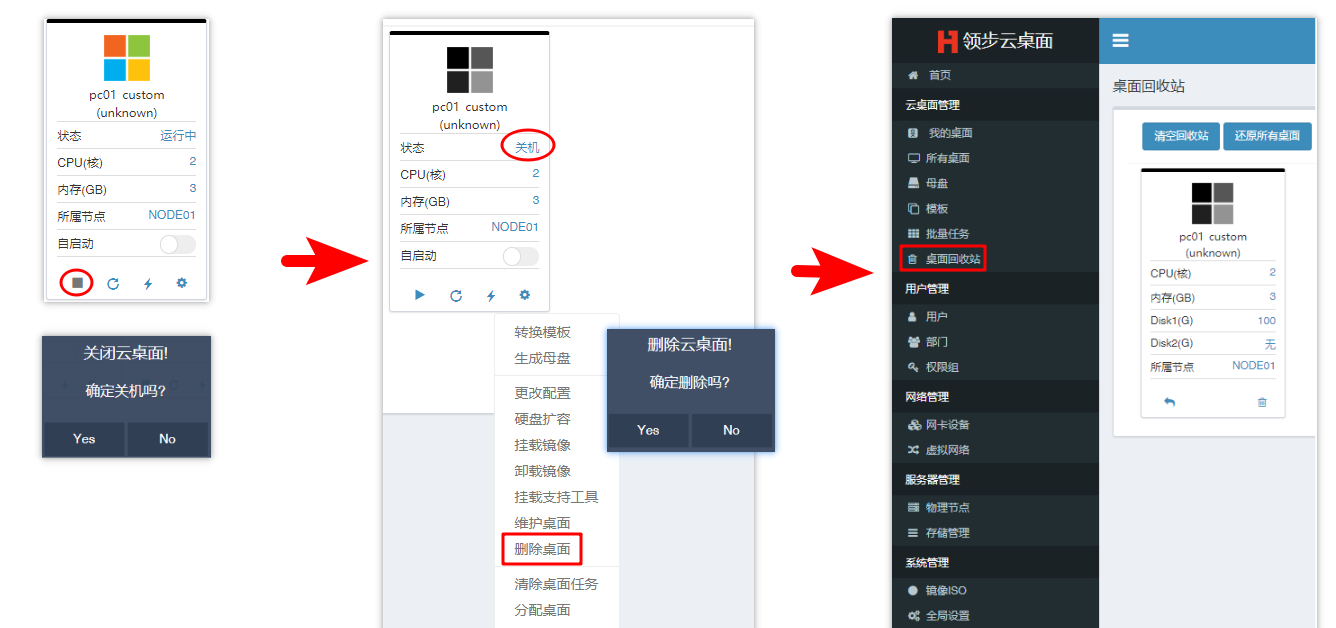 pc01 custom
(unknown)
状态 运行中
CPU(核) 2
内存(GB) 3
所属节点 NODE01
自启动
关闭云桌面!
确定关机吗?
Yes No
pc01 custom
(unknown)
状态 关机
CPU(核) 2
内存(GB) 3
所属节点 NODE01
自启动
转换模板
生成母盘
更改配置
硬盘扩容
挂载镜像
卸载镜像
挂载支持工具
维护桌面
删除桌面
清除桌面任务
分配桌面
删除云桌面!
确定删除吗?
Yes No
领步云桌面
首页
云桌面管理
我的桌面
所有桌面
母盘
模板
批量任务
桌面回收站
用户管理
用户
部门
权限组
网络管理
网卡设备
虚拟网络
服务器管理
物理节点
存储管理
系统管理
镜像ISO
全局设置
桌面回收站
清空回收站 还原所有桌面
pc01 custom
(unknown)
CPU(核) 2
内存(GB) 3
Disk1(G) 100
Disk2(G) 无
所属节点 NODE01